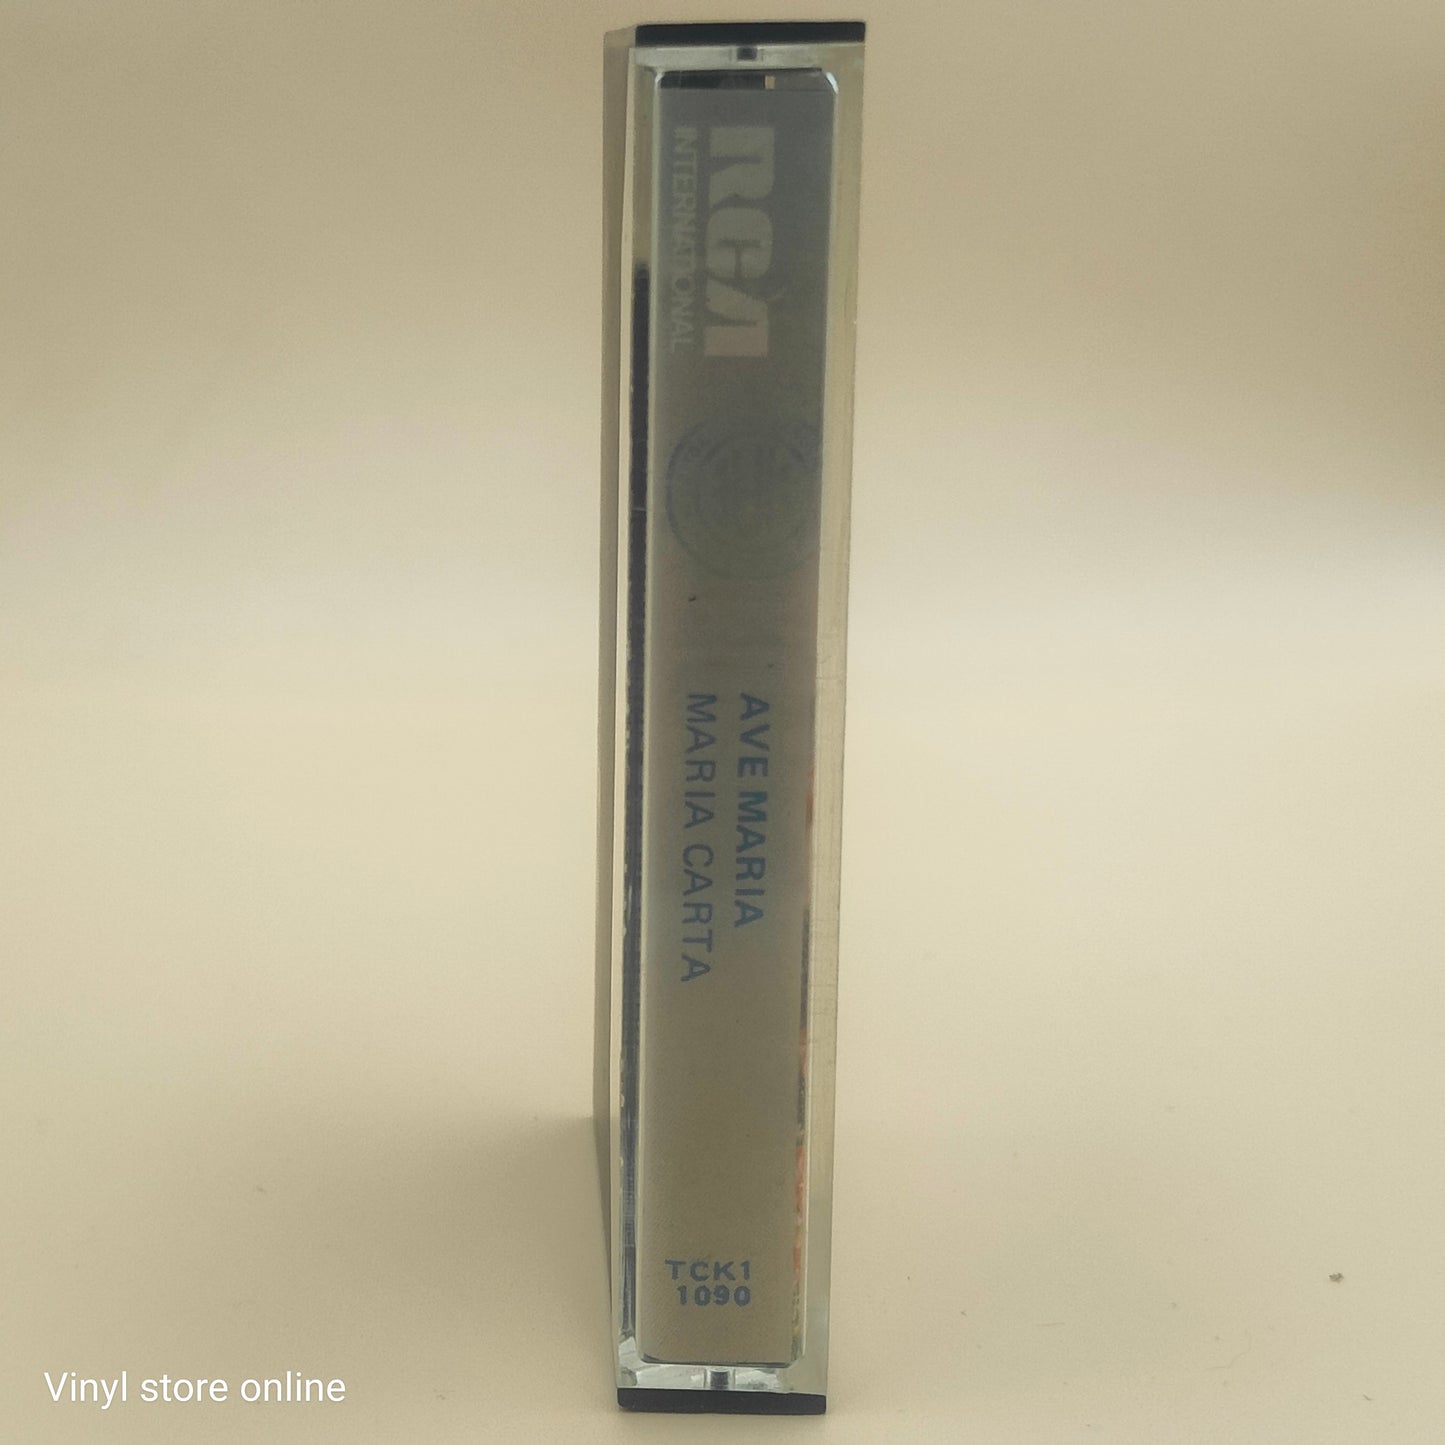 RCA
INTERNATIONAL
AVE MARIA
MARIA CARTA
TCK1
1090
Vinyl store online